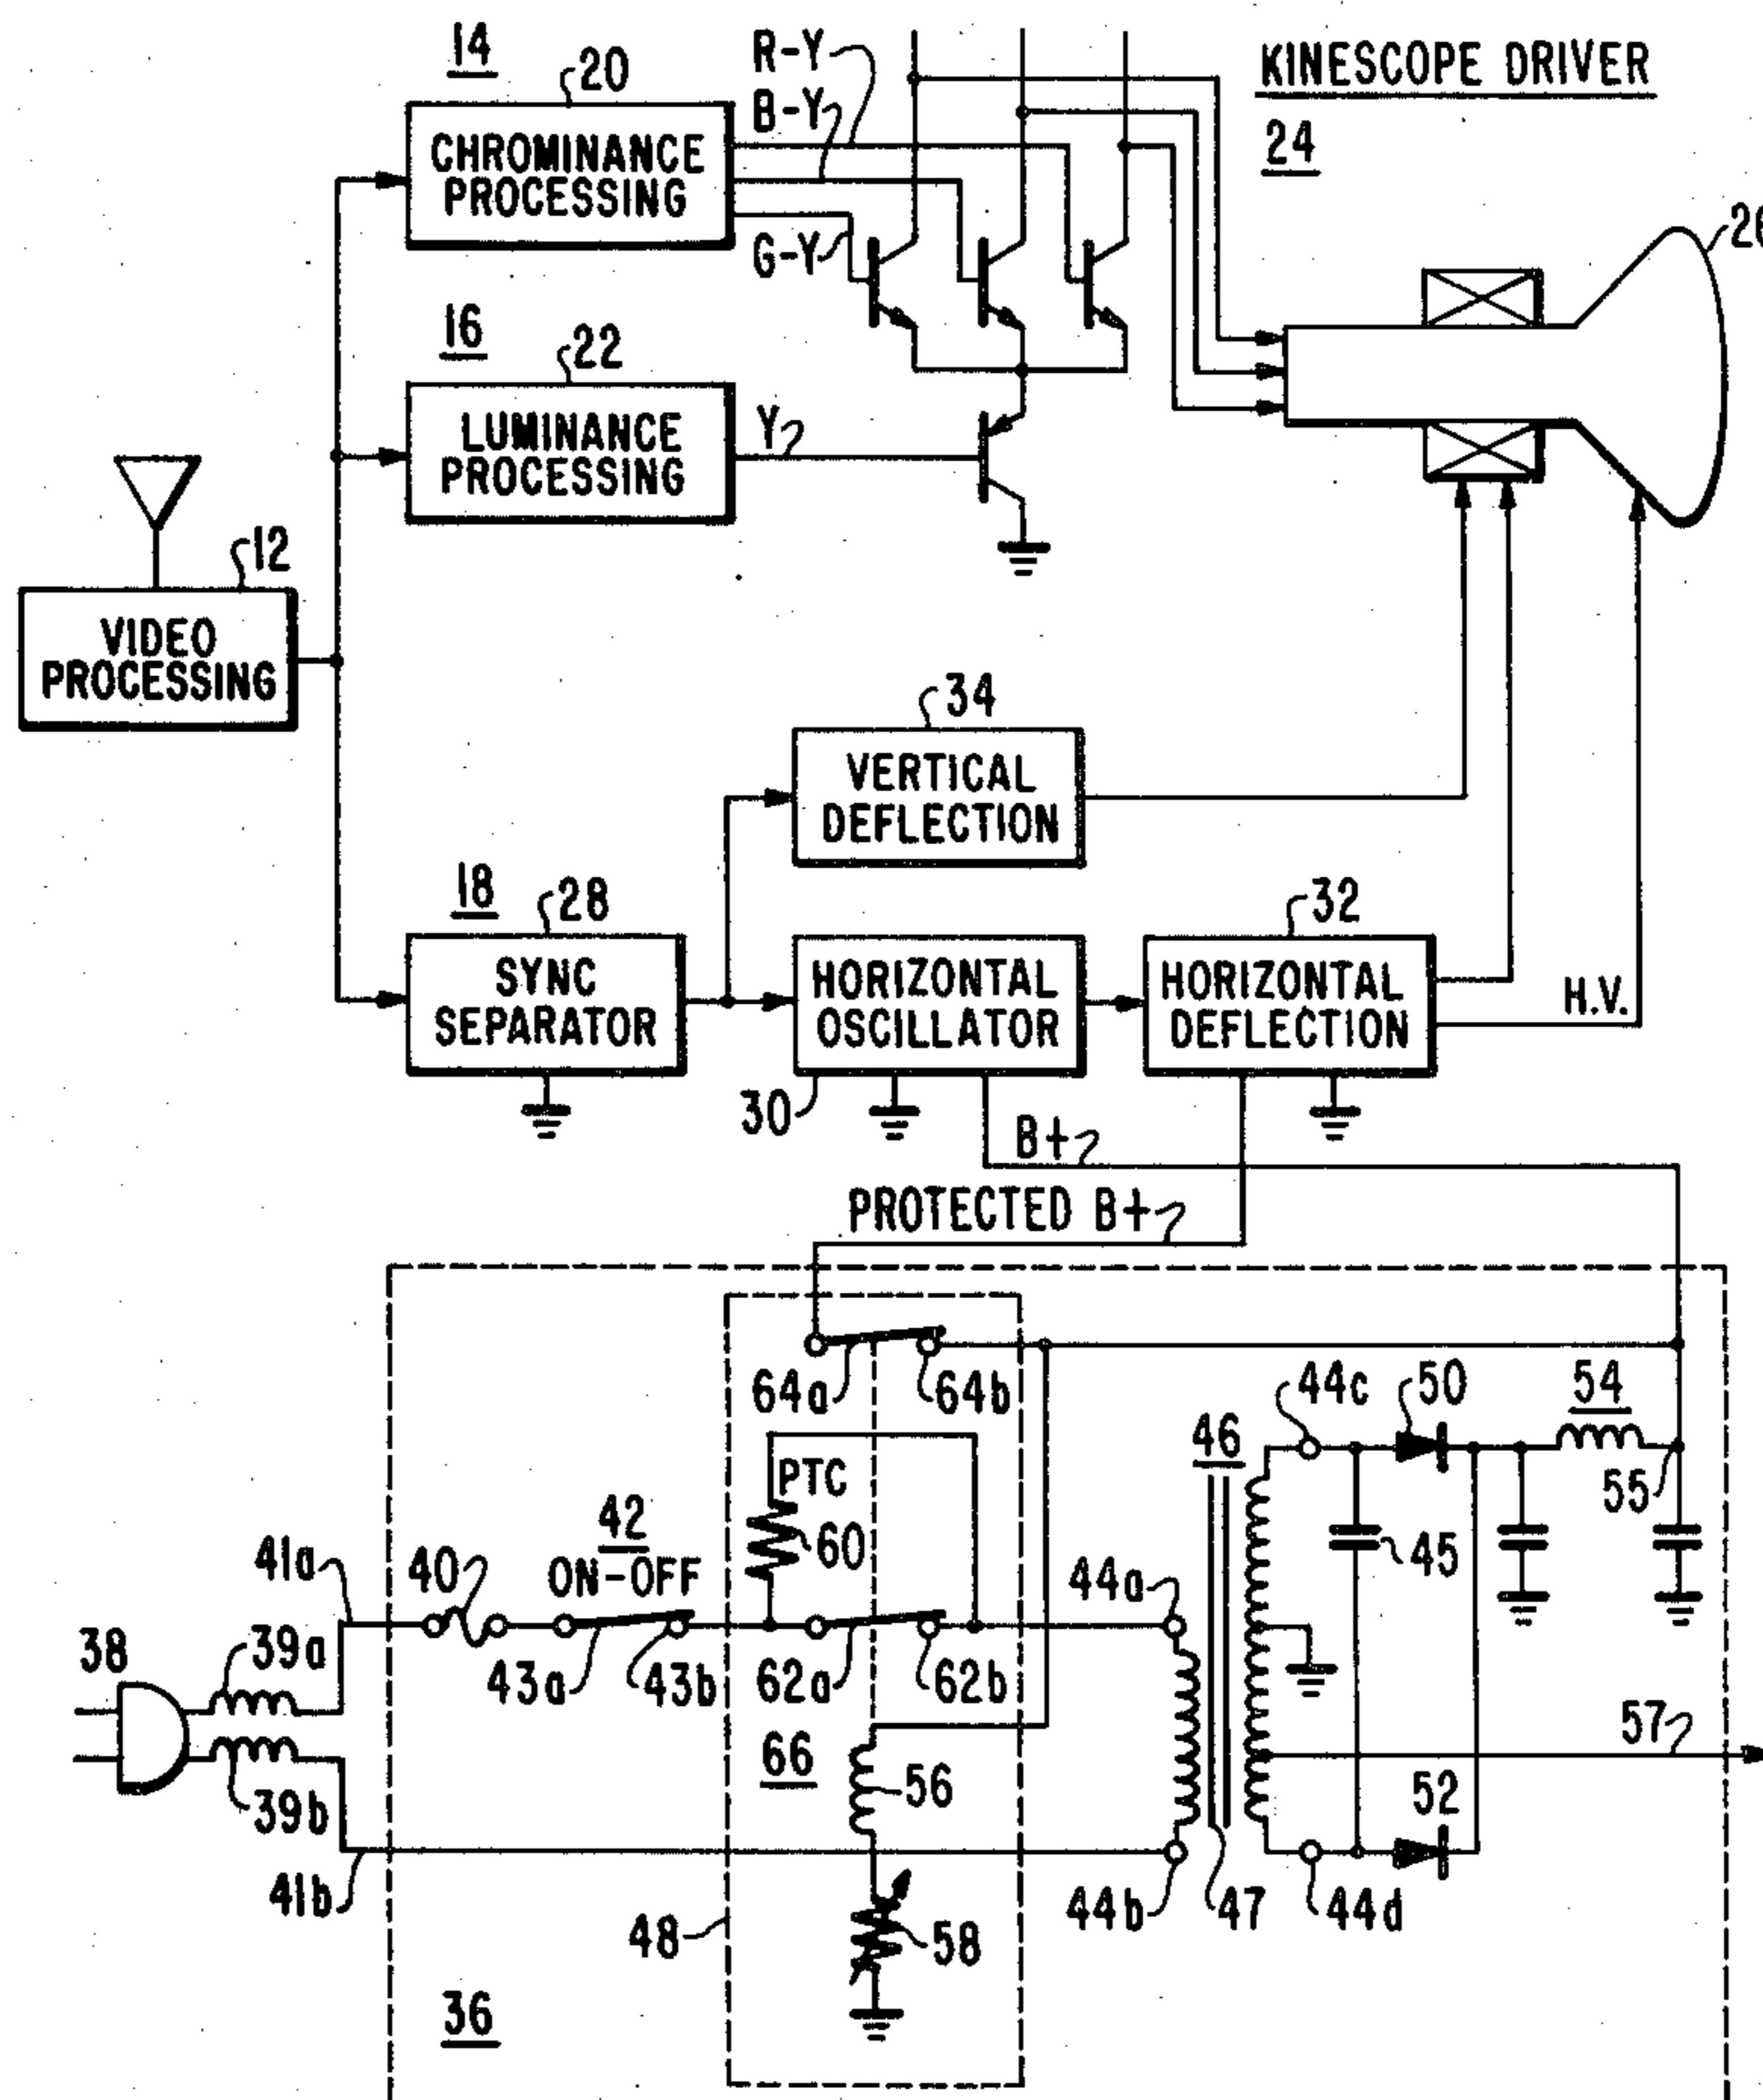 14
20
R-Y
B-Y
KINESCOPE DRIVER
24
CHROMINANCE
PROCESSING
G-Y
16
22
LUMINANCE
PROCESSING
Y
12
VIDEO
PROCESSING
34
VERTICAL
DEFLECTION
18
28
32
SYNC
SEPARATOR
HORIZONTAL
OSCILLATOR
HORIZONTAL
DEFLECTION
H.V.
30
B+
PROTECTED B+
64a
64b
44c
50
54
46
PTC
60
55
42
ON-OFF
41a
40
45
44a
38
39a
43a
43b
62a
62b
57
66
56
52
39b
41b
44b
47
44d
48
58
36